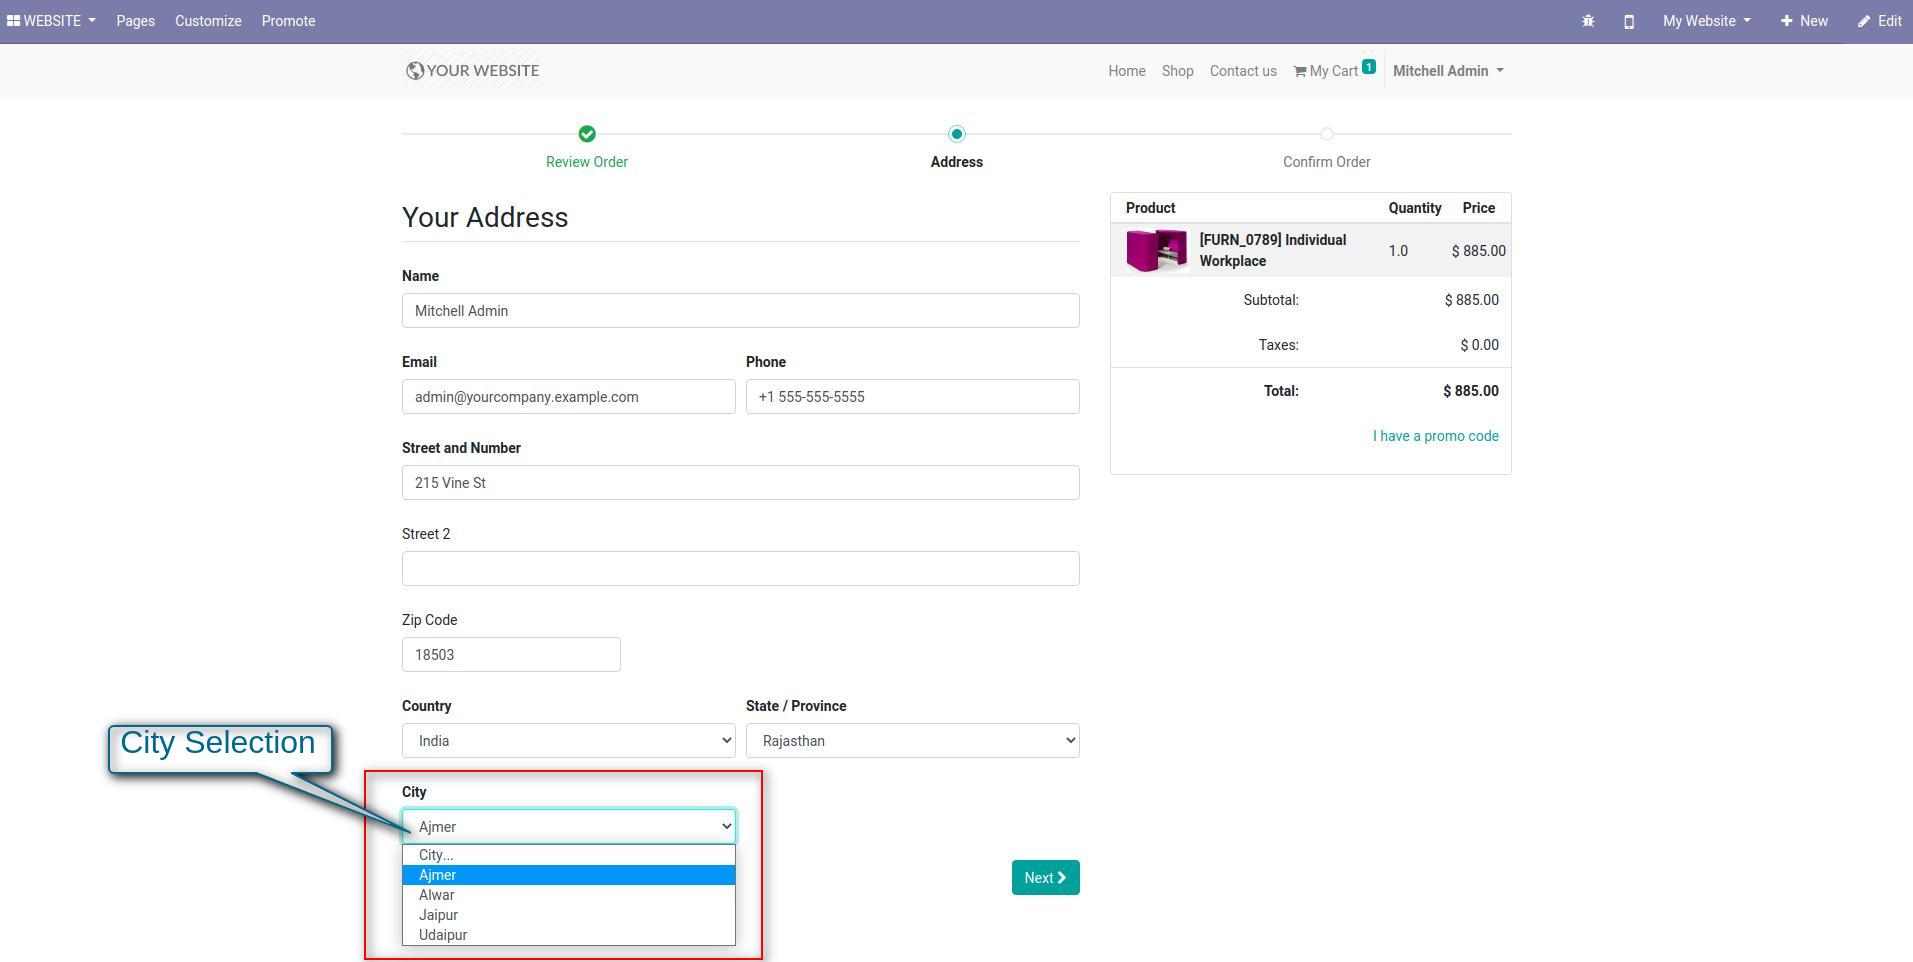 WEBSITE Pages Customize Promote My Website New Edit
YOUR WEBSITE Home Shop Contact us My Cart 1 Mitchell Admin
Review Order Address Confirm Order
Your Address
Name
Mitchell Admin
Email Phone
admin@yourcompany.example.com +1 555-555-5555
Street and Number
215 Vine St
Street 2
Zip Code
18503
Country State / Province
India Rajasthan
City Selection
City
Ajmer
City...
Ajmer
Alwar
Jaipur
Udaipur
Next
Product Quantity Price
[FURN_0789] Individual
Workplace 1.0 $ 885.00
Subtotal: $ 885.00
Taxes: $ 0.00
Total: $ 885.00
I have a promo code